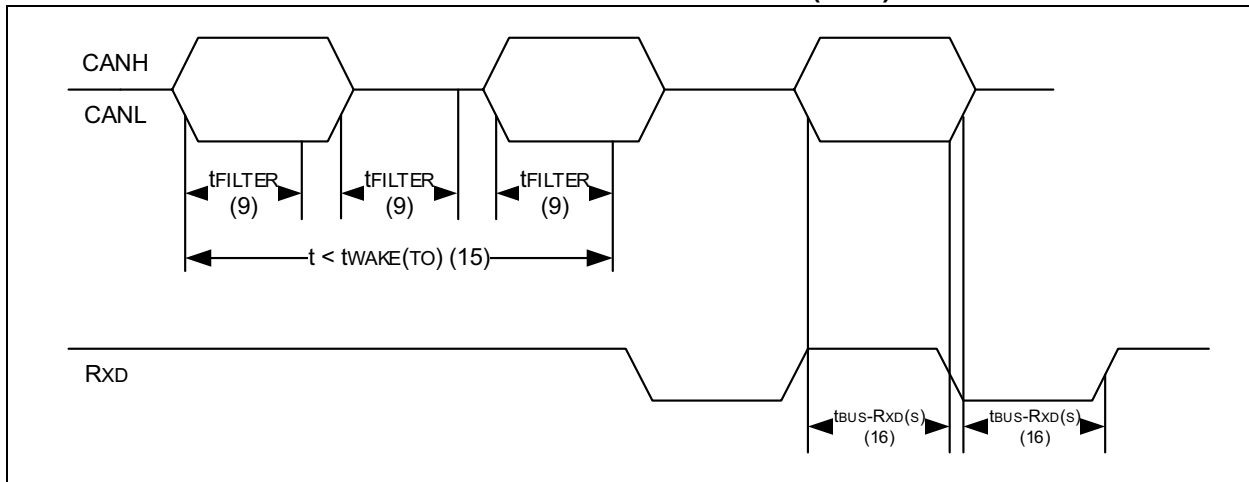 CANH
CANL
tFILTER
(9)
tFILTER
(9)
tFILTER
(9)
t < tWAKE(TO) (15)
RXD
tBUS-RXD(S)
(16)
tBUS-RXD(S)
(16)